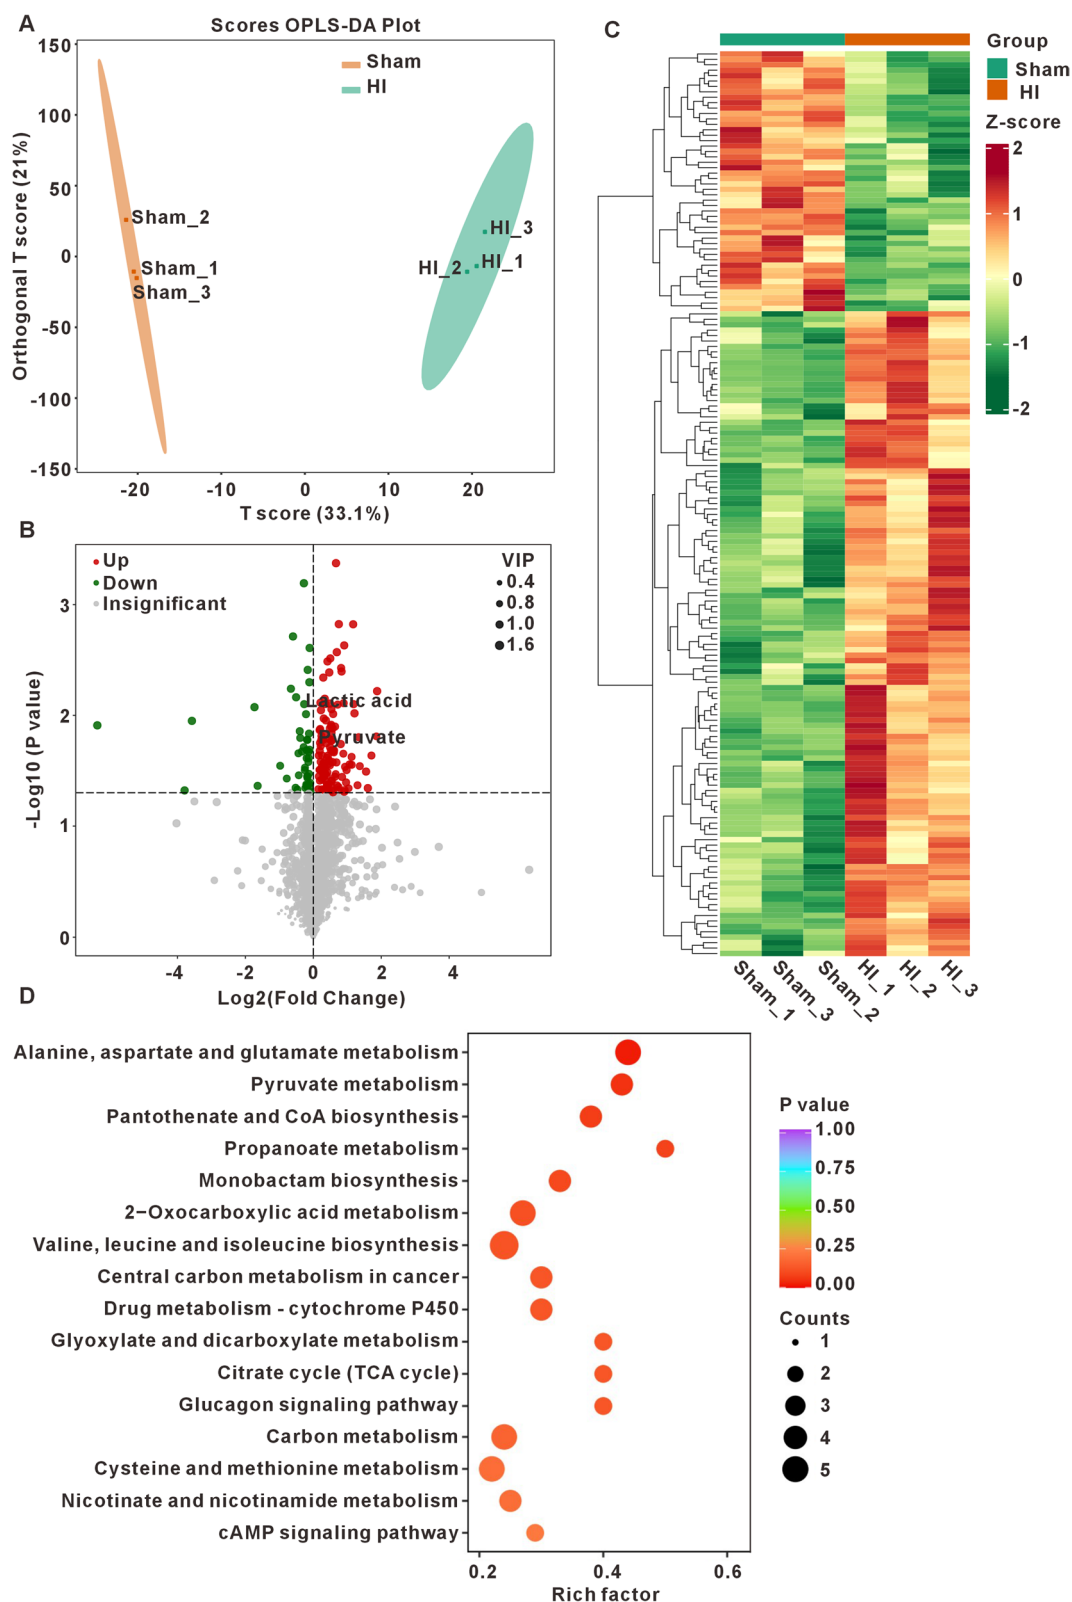 A
Scores OPLS-DA Plot
Orthogonal T score (21%)
150
100
50
0
-50
-100
-150
Sham
HI
Sham_2
Sham_1
Sham_3
HI_3
HI_1
HI_2
-20
-10
0
10
20
T score (33.1%)
B
-Log10 (P value)
3
2
1
0
Up
Down
Insignificant
VIP
0.4
0.8
1.0
1.6
Lactic acid
Pyruvate
-4
-2
0
2
4
Log2(Fold Change)
C
Group
Sham
HI
Z-score
2
1
0
-1
-2
Sham_1
Sham_3
Sham_2
HI_1
HI_2
HI_3
D
Alanine, aspartate and glutamate metabolism
Pyruvate metabolism
Pantothenate and CoA biosynthesis
Propanoate metabolism
Monobactam biosynthesis
2−Oxocarboxylic acid metabolism
Valine, leucine and isoleucine biosynthesis
Central carbon metabolism in cancer
Drug metabolism - cytochrome P450
Glyoxylate and dicarboxylate metabolism
Citrate cycle (TCA cycle)
Glucagon signaling pathway
Carbon metabolism
Cysteine and methionine metabolism
Nicotinate and nicotinamide metabolism
cAMP signaling pathway
0.2
0.4
0.6
Rich factor
P value
1.00
0.75
0.50
0.25
0.00
Counts
1
2
3
4
5